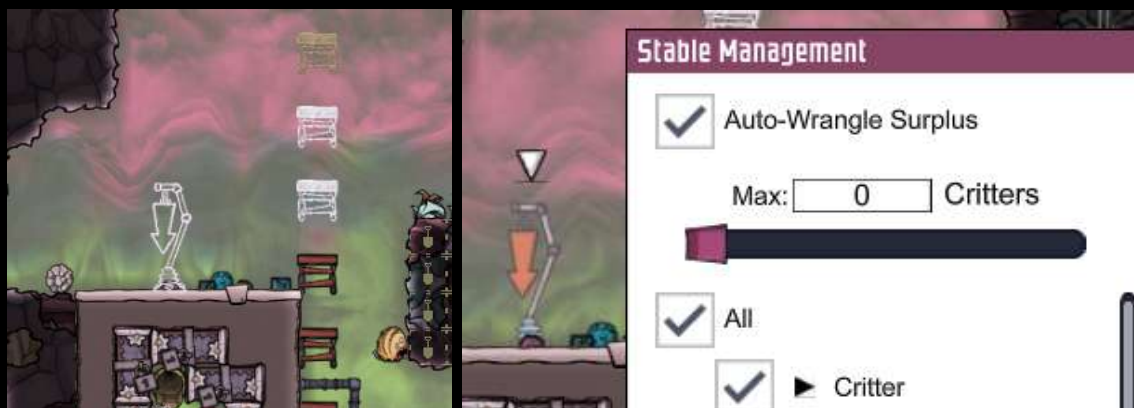 Stable Management
Auto-Wrangle Surplus
Max: 0 Critters
All
Critter